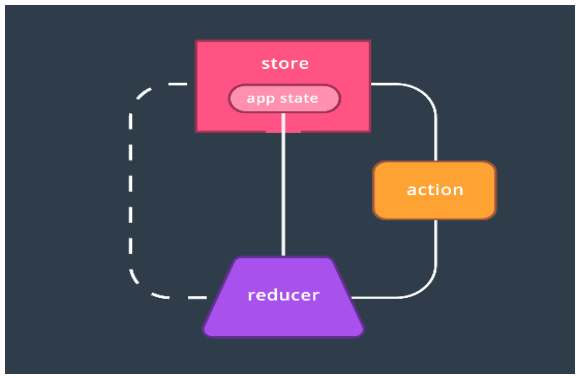 store
app state
action
reducer